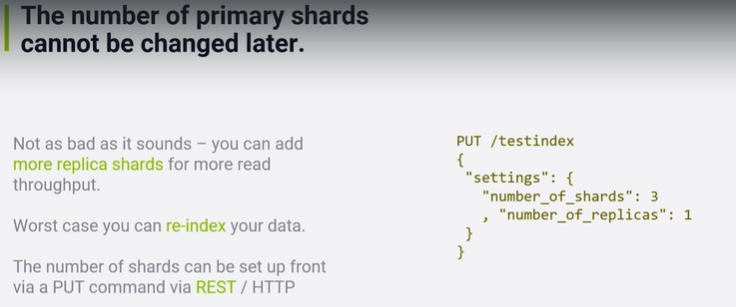 The number of primary shards
cannot be changed later.
Not as bad as it sounds – you can add
more replica shards for more read
throughput.
Worst case you can re-index your data.
The number of shards can be set up front
via a PUT command via REST / HTTP
PUT /testindex
{
"settings": {
"number_of_shards": 3
, "number_of_replicas": 1
}
}